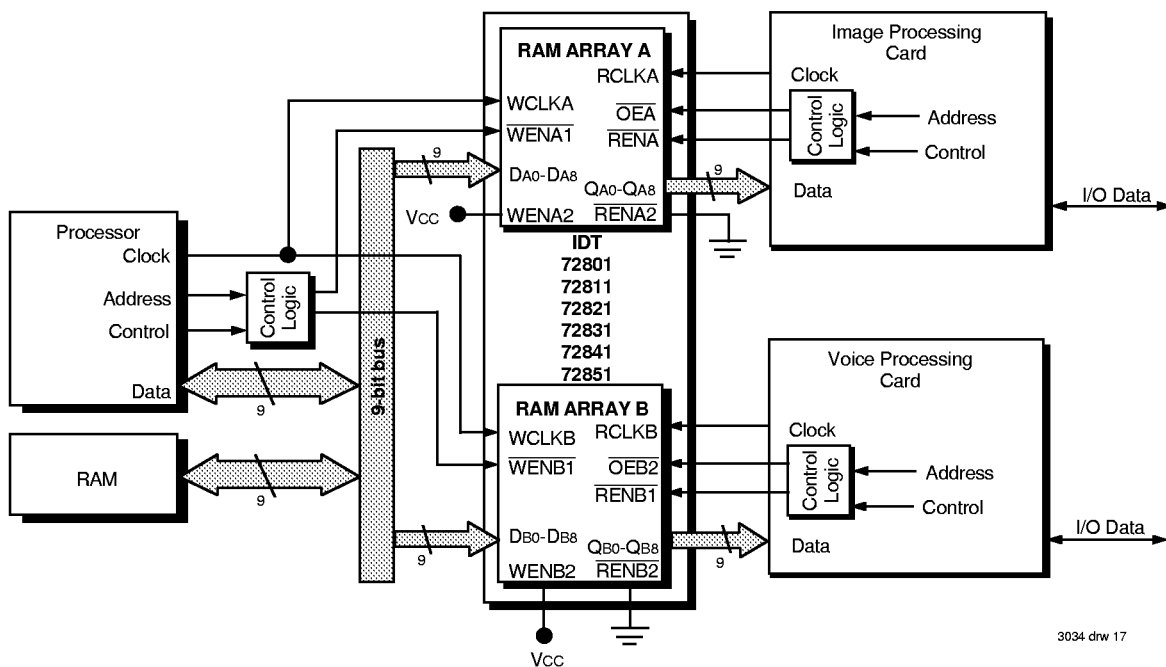 RAM ARRAY A
RCLKA
WCLKA
OEA
WENA1
RENA
DA0-DA8
QA0-QA8
WENA2
RENA2
VCC
9
9
Image Processing
Card
Clock
Control
Logic
Address
Control
Data
I/O Data
Processor
Clock
Address
Control
Data
Control
Logic
9
9-bit bus
RAM
9
IDT
72801
72811
72821
72831
72841
72851
RAM ARRAY B
RCLKB
WCLKB
OEB2
WENB1
RENB1
DB0-DB8
QB0-QB8
WENB2
RENB2
9
9
VCC
Voice Processing
Card
Clock
Control
Logic
Address
Control
Data
I/O Data
3034 drw 17